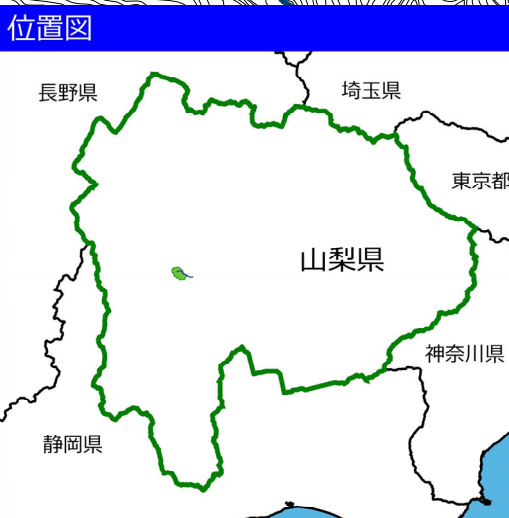 位置図
長野県
埼玉県
東京都
山梨県
神奈川県
静岡県